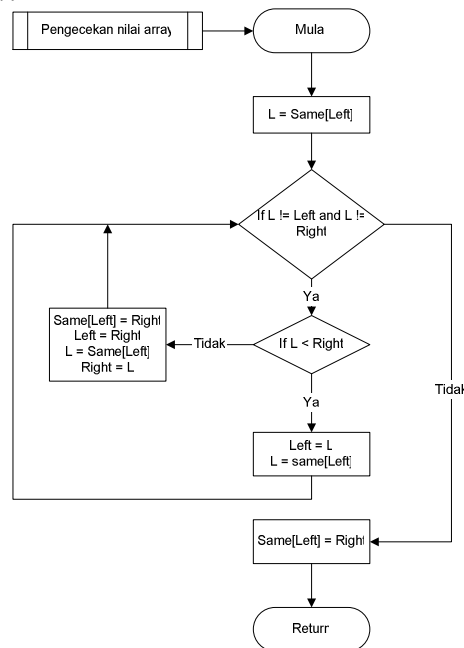 Pengecekan nilai array
Mula
L = Same[Left]
If L != Left and L !=
Right
Ya
If L < Right
Tidak
Same[Left] = Right
Left = Right
L = Same[Left]
Right = L
Ya
Tidak
Left = L
L = same[Left]
Same[Left] = Right
Return